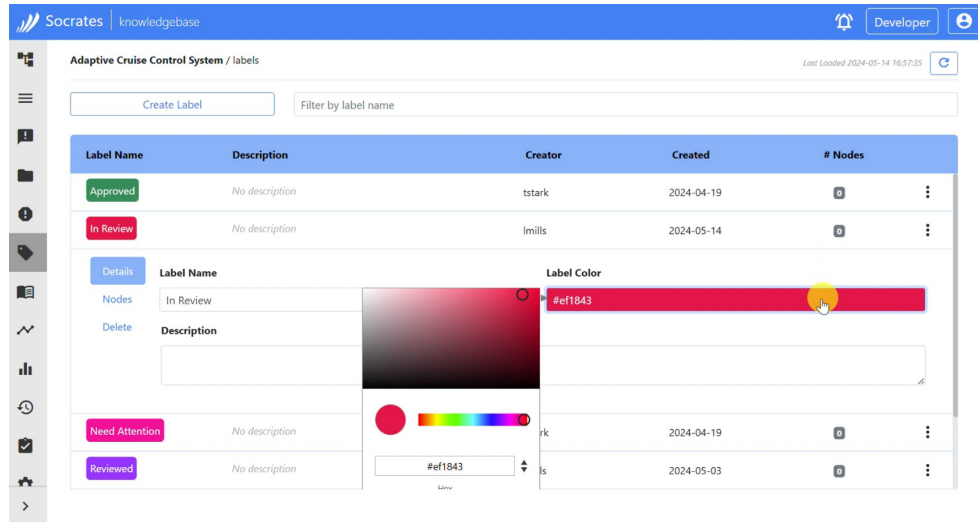 Socrates knowledgebase Developer
Adaptive Cruise Control System / labels Last Loaded 2024-05-14 16:57:35
Create Label Filter by label name
Label Name Description Creator Created # Nodes
Approved No description tstark 2024-04-19 0
In Review No description lmills 2024-05-14 0
Details Label Name Label Color
Nodes In Review #ef1843
Delete Description
Need Attention No description rk 2024-04-19 0
Reviewed No description #ef1843 ls 2024-05-03 0
Hex